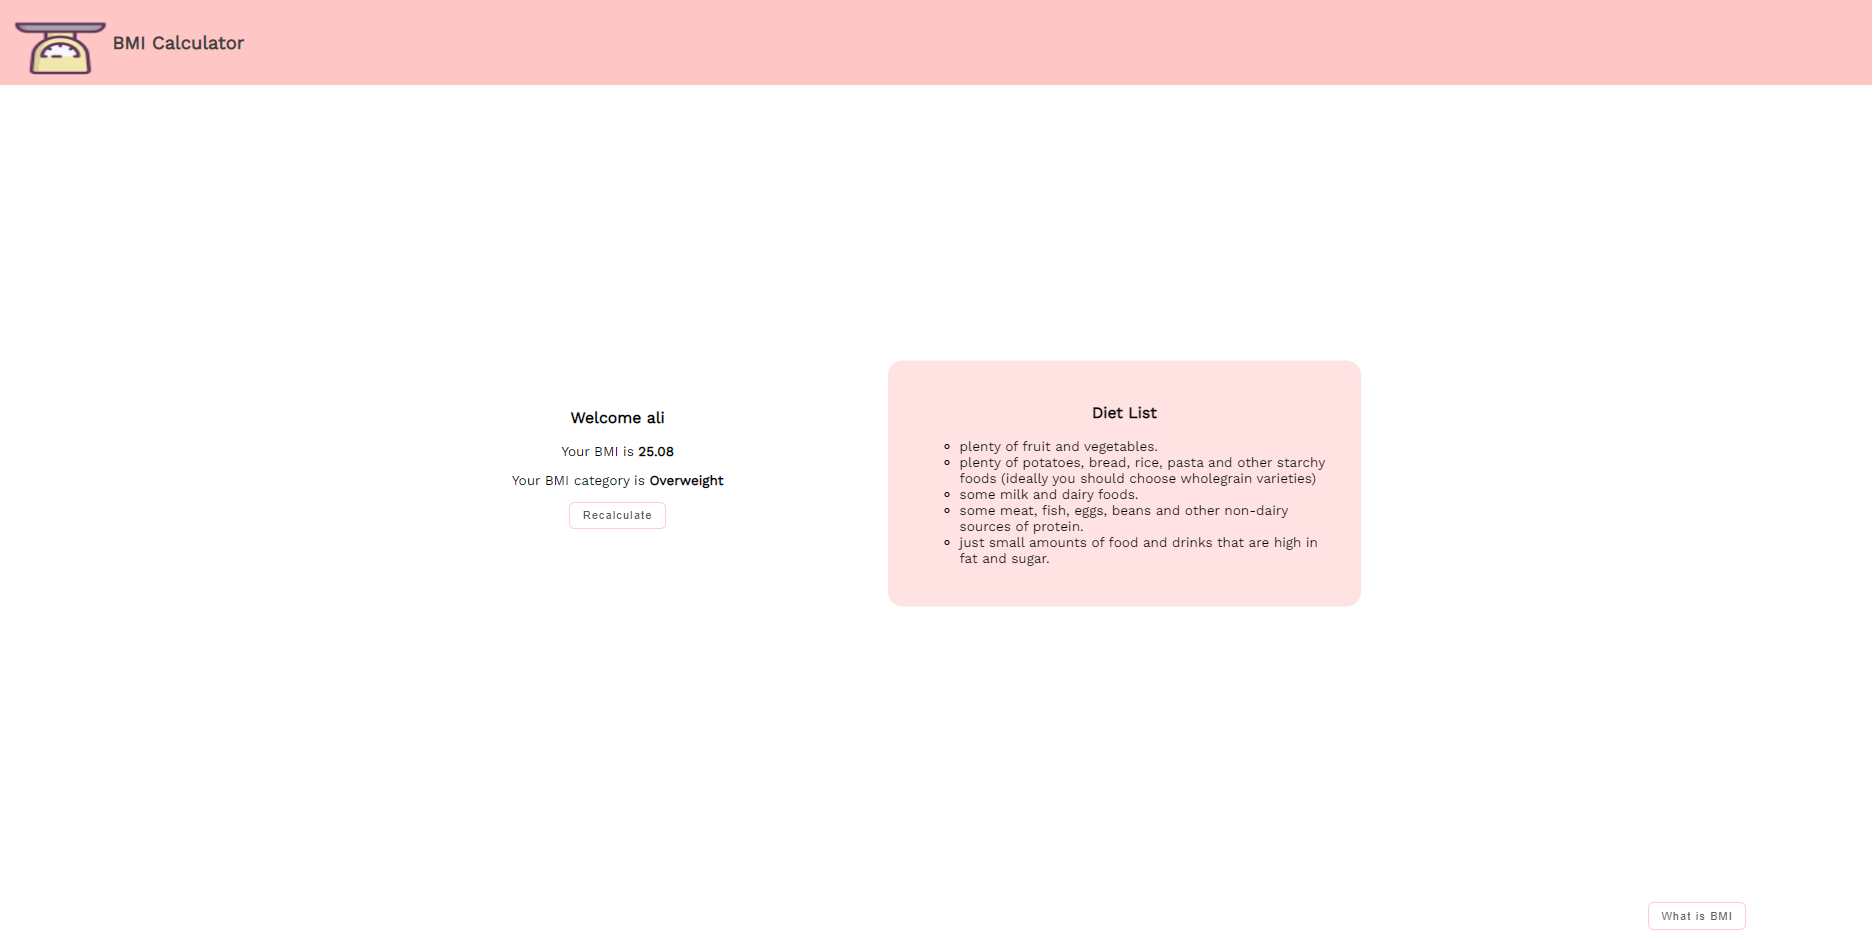 BMI Calculator
Welcome ali
Your BMI is 25.08
Your BMI category is Overweight
Recalculate
Diet List
plenty of fruit and vegetables.
plenty of potatoes, bread, rice, pasta and other starchy
foods (ideally you should choose wholegrain varieties)
some milk and dairy foods.
some meat, fish, eggs, beans and other non-dairy
sources of protein.
just small amounts of food and drinks that are high in
fat and sugar.
What is BMI